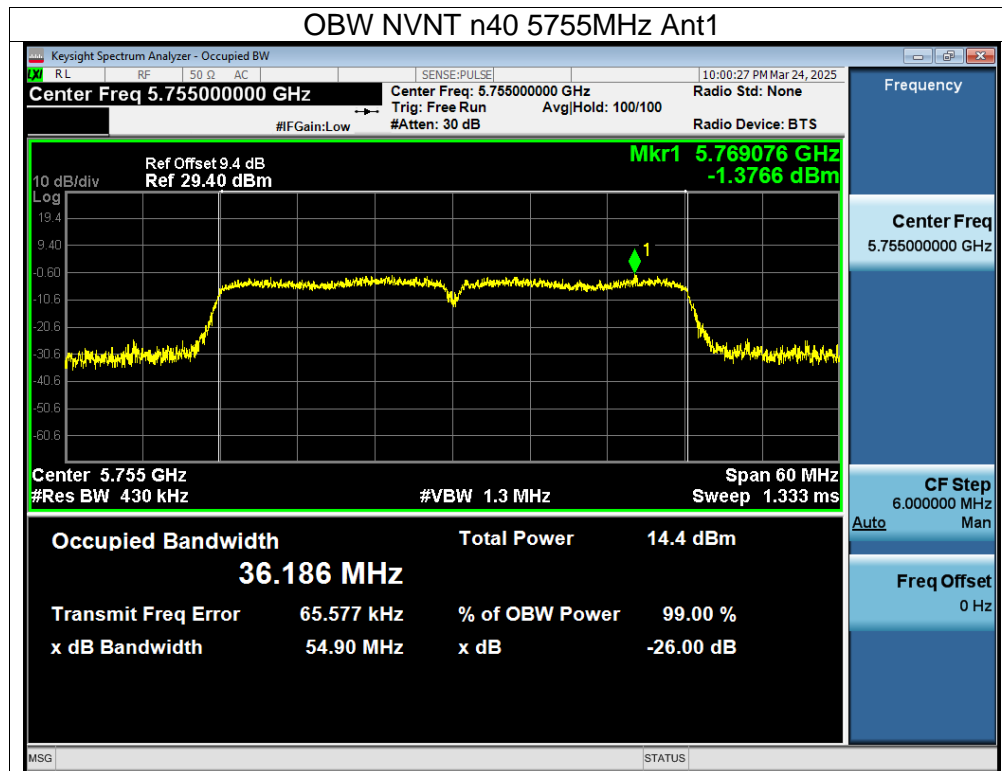 OBW NVNT n40 5755MHz Ant1
Keysight Spectrum Analyzer - Occupied BW
LXI RL RF 50 Ω AC SENSE:PULSE 10:00:27 PM Mar 24, 2025
Center Freq 5.755000000 GHz Center Freq: 5.755000000 GHz Radio Std: None
Trig: Free Run Avg|Hold: 100/100
#IFGain:Low #Atten: 30 dB Radio Device: BTS
Frequency
Mkr1 5.769076 GHz
-1.3766 dBm
Ref Offset 9.4 dB
10 dB/div Ref 29.40 dBm
Log
19.4
9.40
-0.60
-10.6
-20.6
-30.6
-40.6
-50.6
-60.6
1
Center 5.755 GHz Span 60 MHz
#Res BW 430 kHz #VBW 1.3 MHz Sweep 1.333 ms
Center Freq
5.755000000 GHz
CF Step
6.000000 MHz
Auto Man
Freq Offset
0 Hz
Occupied Bandwidth Total Power 14.4 dBm
36.186 MHz
Transmit Freq Error 65.577 kHz % of OBW Power 99.00 %
x dB Bandwidth 54.90 MHz x dB -26.00 dB
MSG STATUS